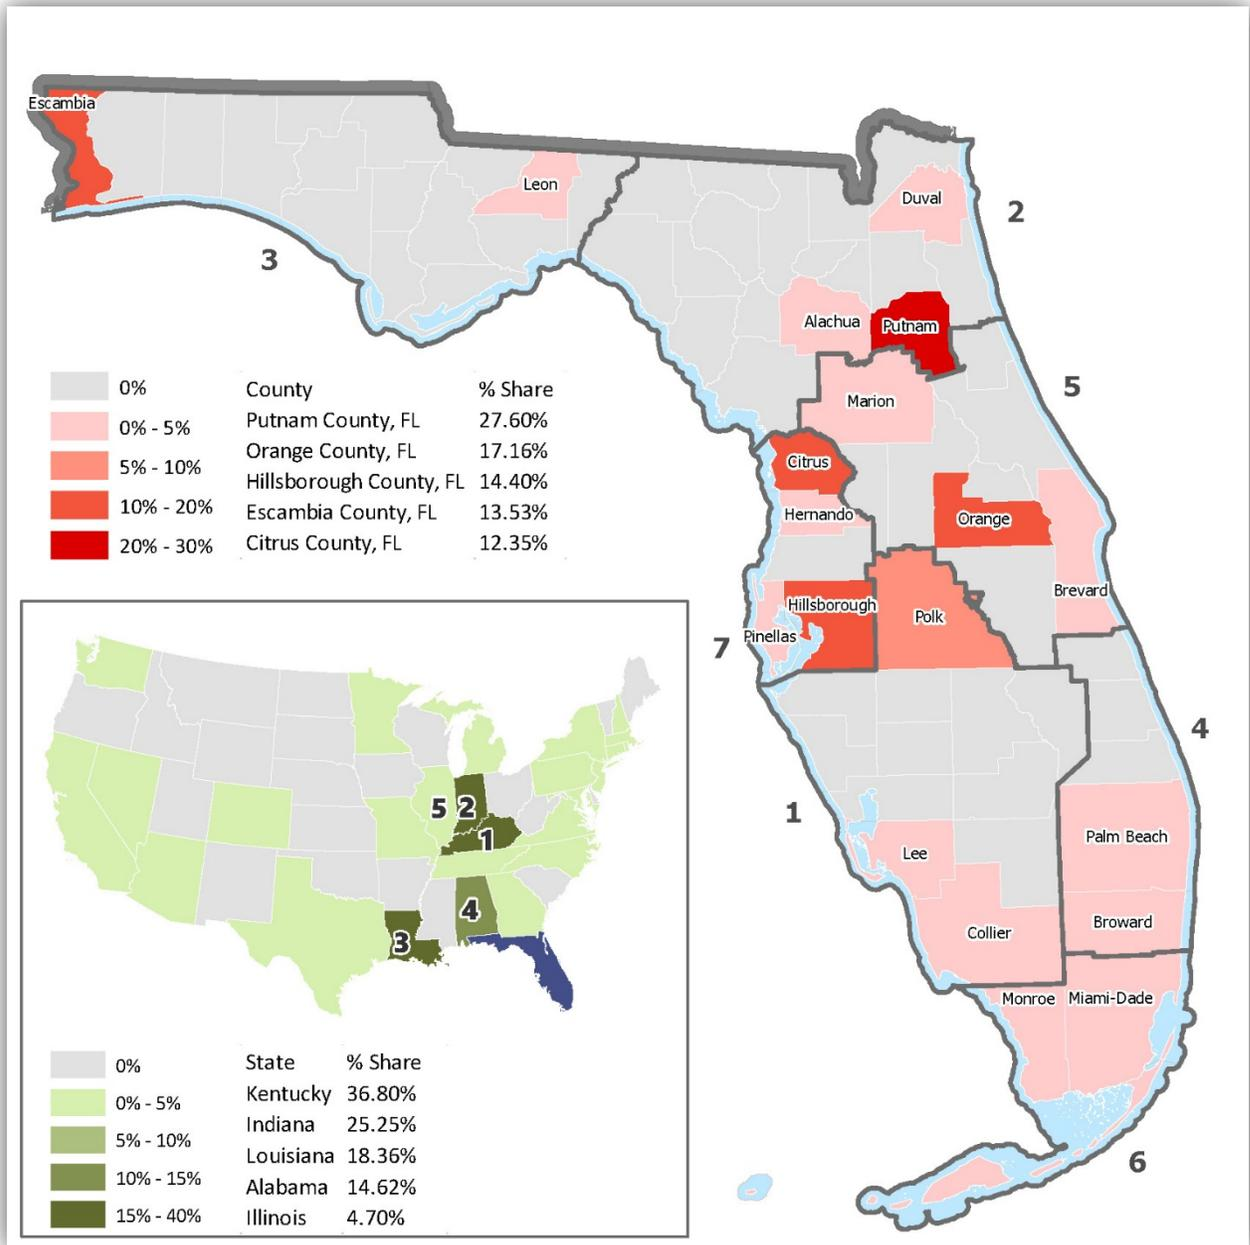 Escambia
Leon
Duval
2
3
Alachua
Putnam
5
Marion
0%
0% - 5%
5% - 10%
10% - 20%
20% - 30%
County % Share
Putnam County, FL 27.60%
Orange County, FL 17.16%
Hillsborough County, FL 14.40%
Escambia County, FL 13.53%
Citrus County, FL 12.35%
Citrus
Hernando
Orange
Brevard
Hillsborough
Polk
Pinellas
7
4
1
Palm Beach
Lee
Broward
Collier
Monroe
Miami-Dade
6
5
2
1
4
3
0%
0% - 5%
5% - 10%
10% - 15%
15% - 40%
State % Share
Kentucky 36.80%
Indiana 25.25%
Louisiana 18.36%
Alabama 14.62%
Illinois 4.70%